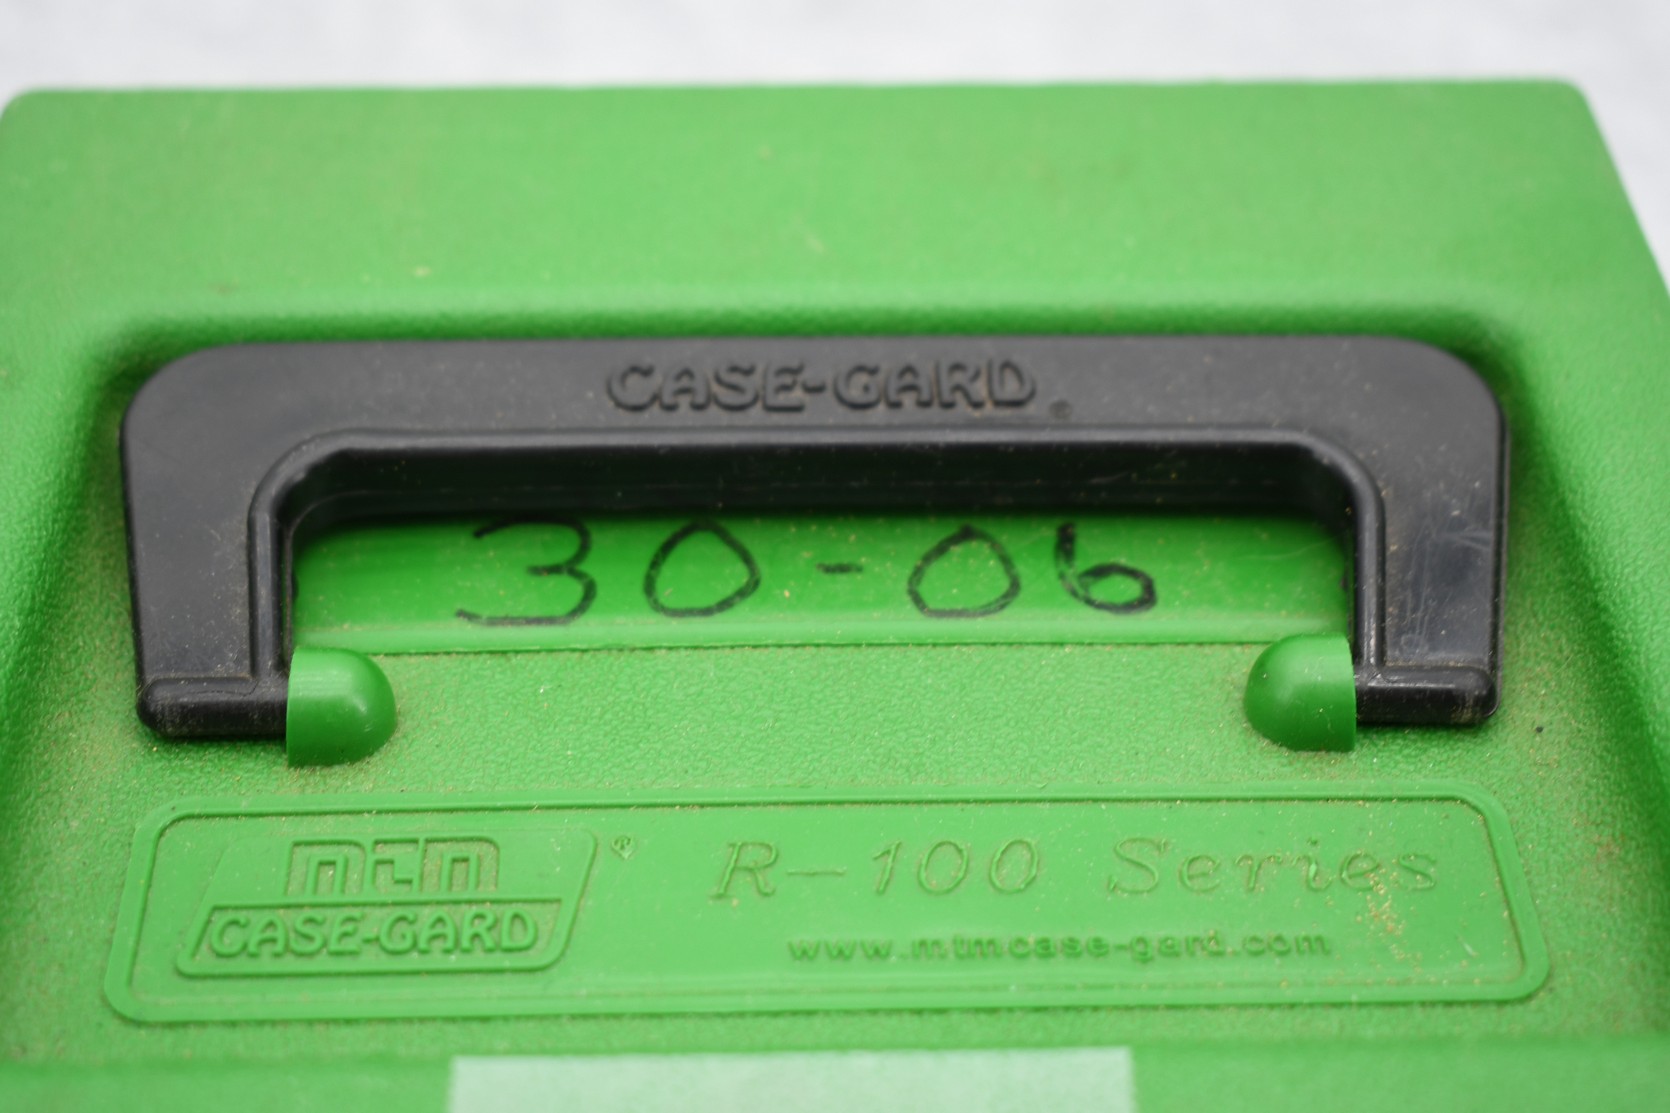 CASE-GARD
30-06
mtm ® R-100 Series
CASE-GARD
www.mtmcase-gard.com